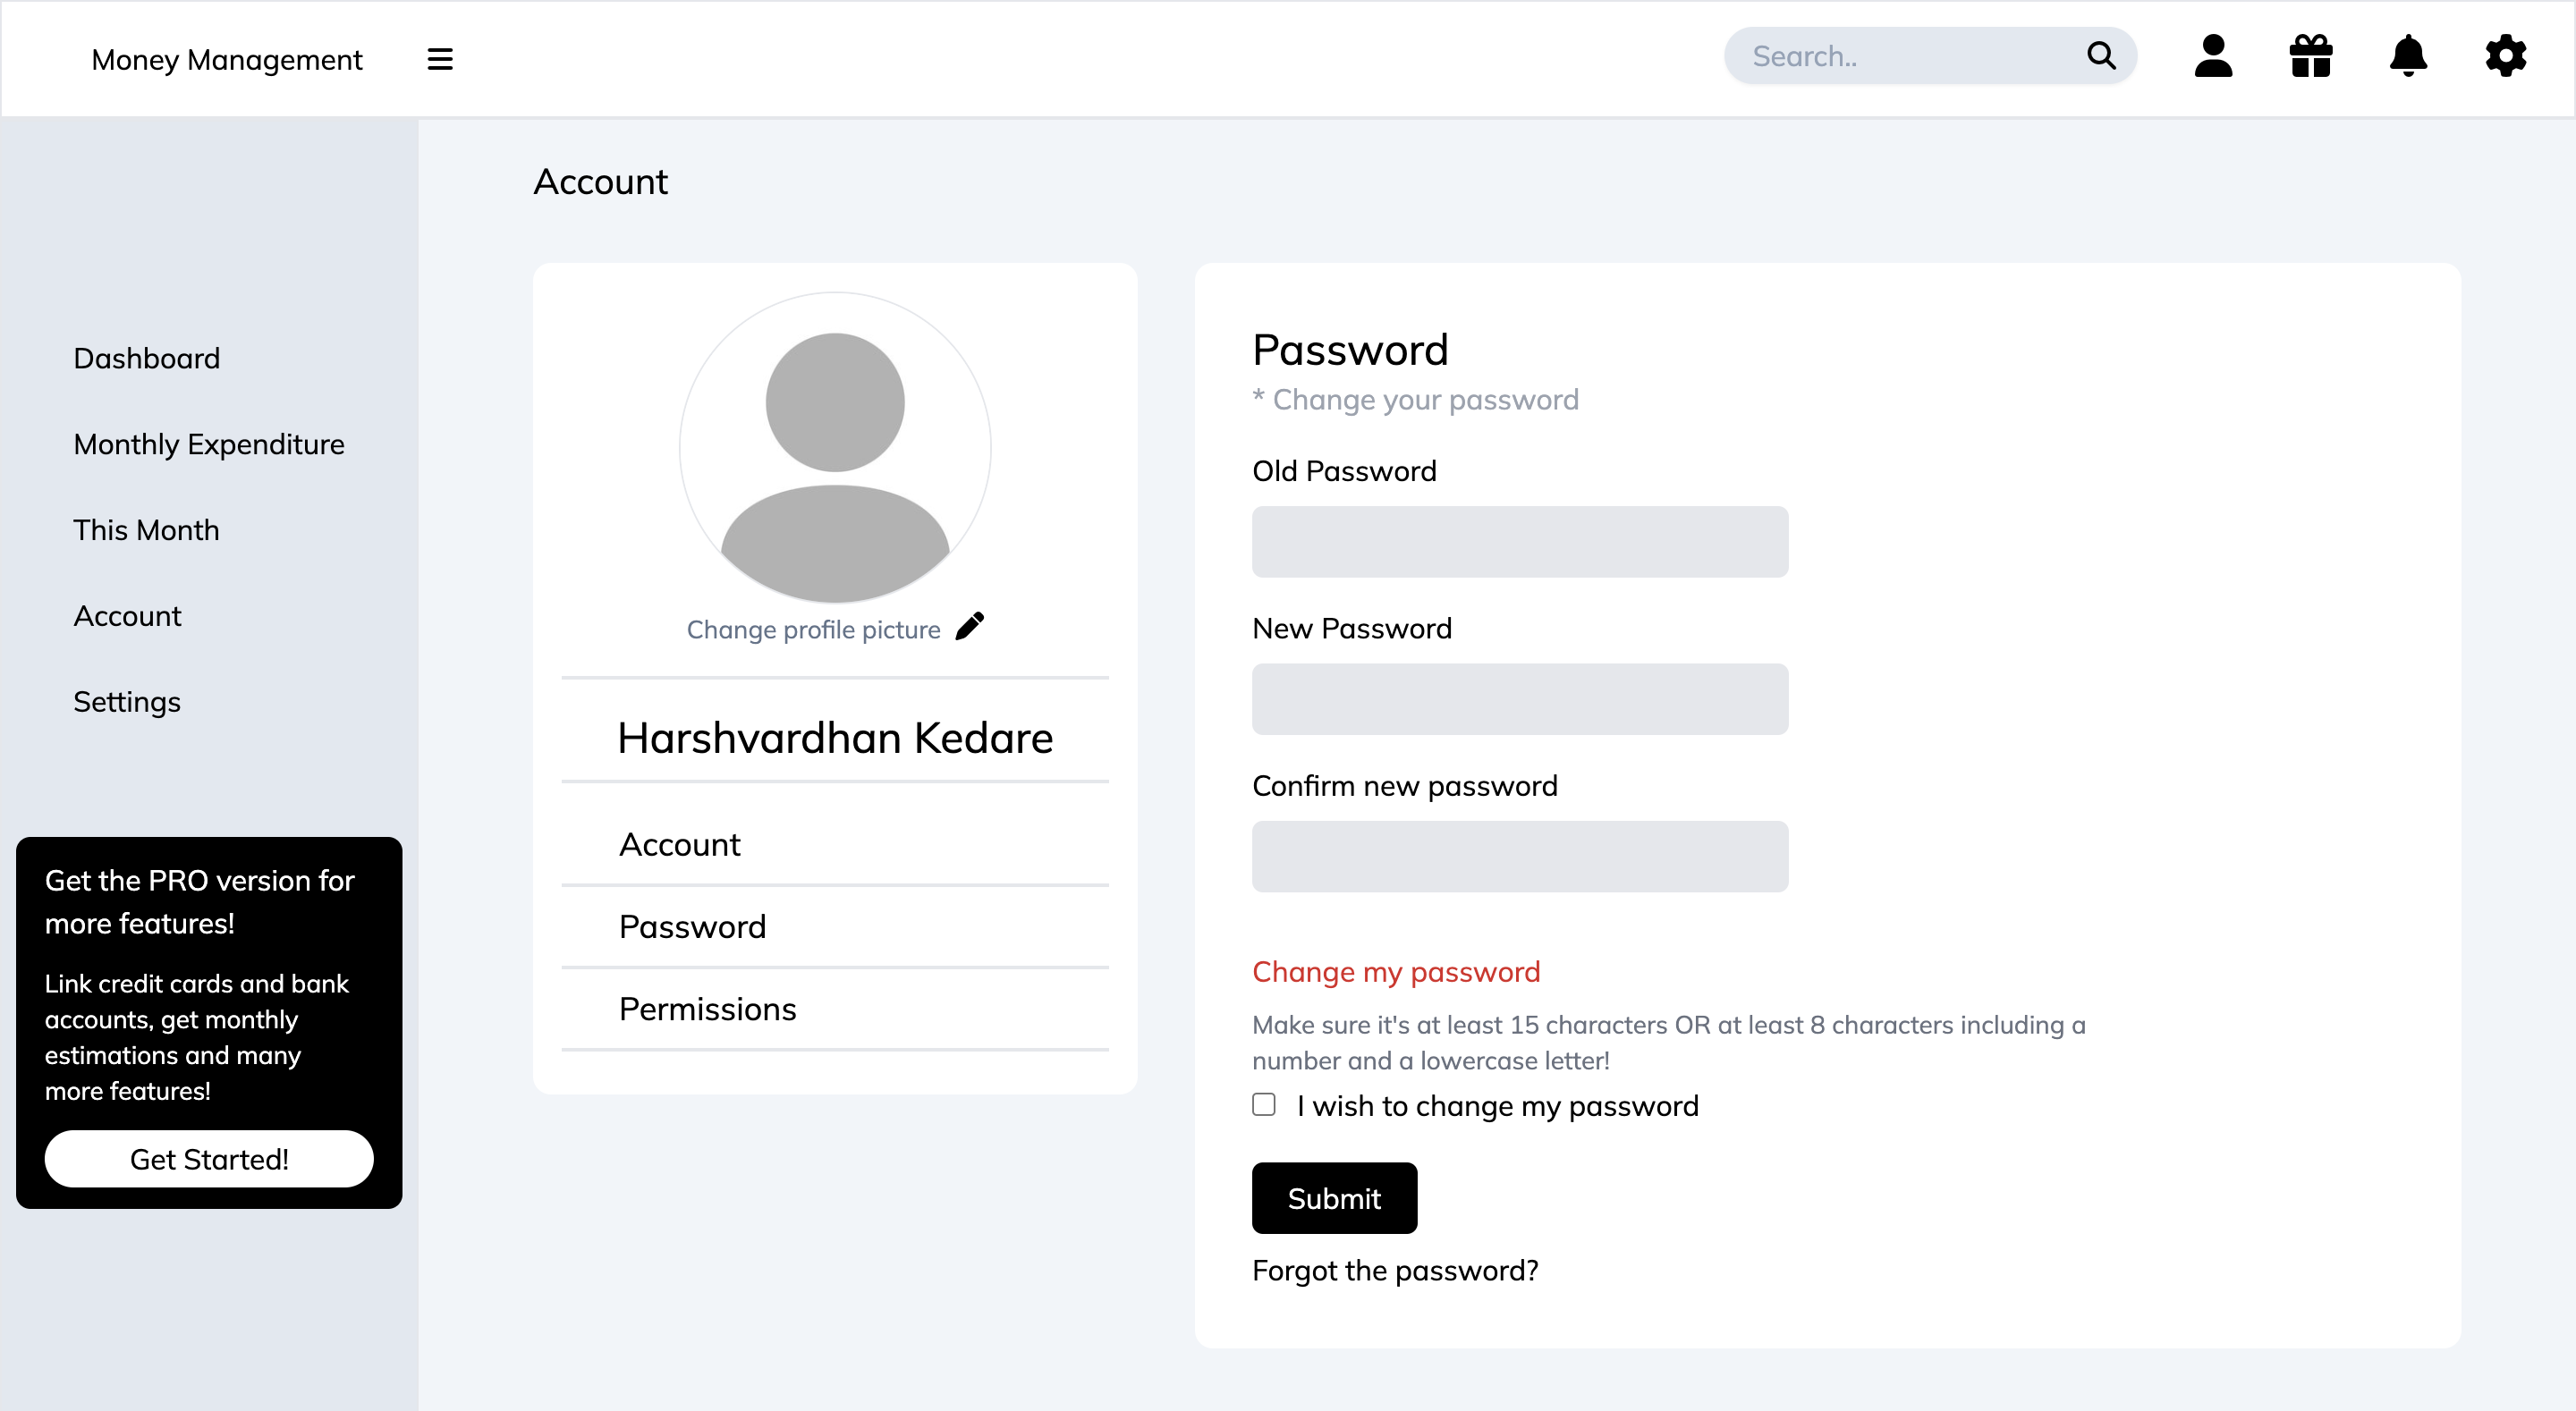 Money Management
Search..
Account
Dashboard
Monthly Expenditure
This Month
Account
Settings
Get the PRO version for
more features!
Link credit cards and bank
accounts, get monthly
estimations and many
more features!
Get Started!
Change profile picture
Harshvardhan Kedare
Account
Password
Permissions
Password
* Change your password
Old Password
New Password
Confirm new password
Change my password
Make sure it's at least 15 characters OR at least 8 characters including a
number and a lowercase letter!
I wish to change my password
Submit
Forgot the password?